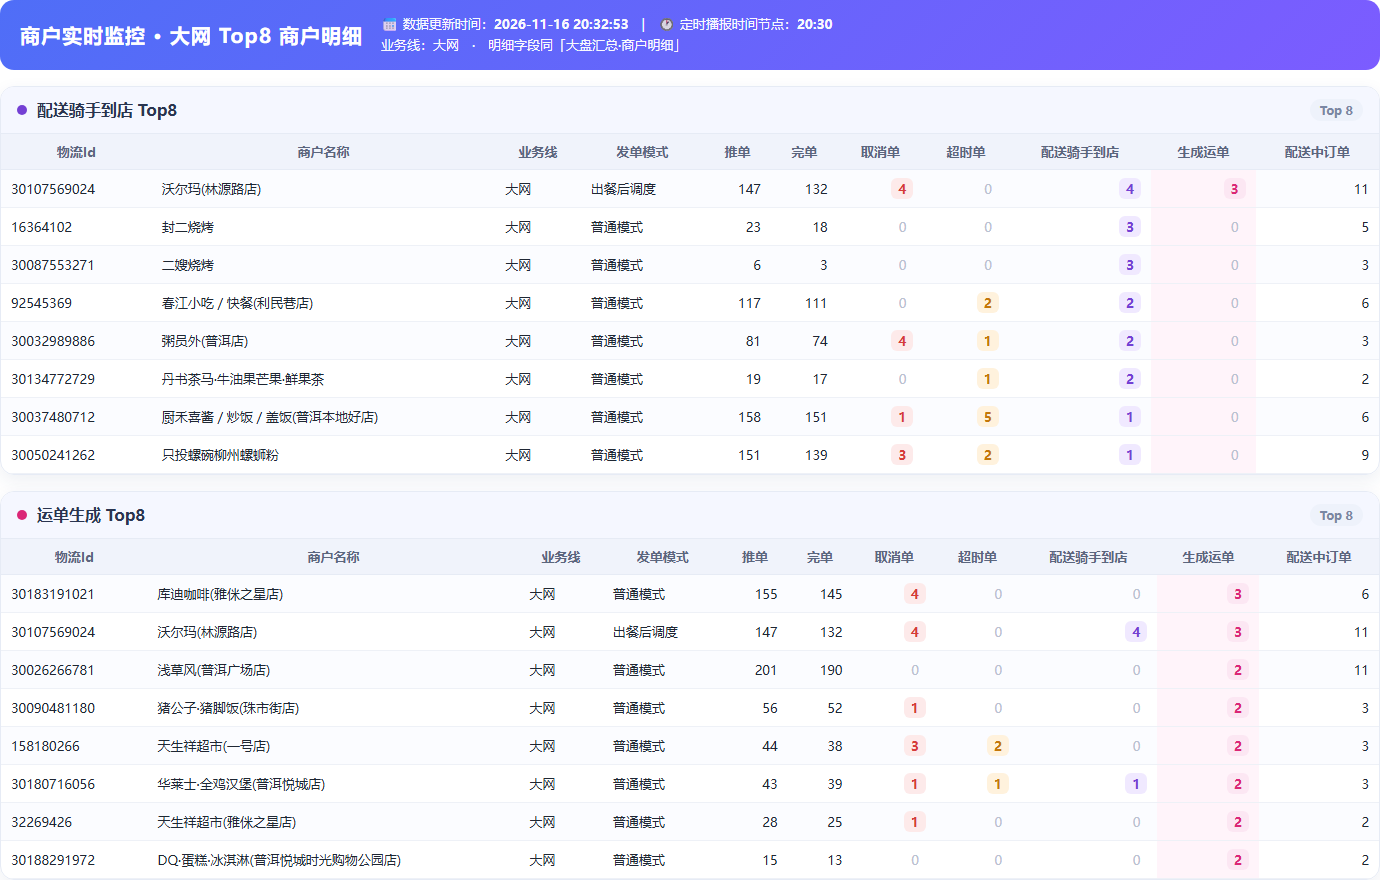 商户实时监控 • 大网 Top8 商户明细
数据更新时间：2026-11-16 20:32:53 | 定时播报时间节点：20:30
业务线：大网 · 明细字段同「大盘汇总·商户明细」
配送骑手到店 Top8 Top 8
物流Id 商户名称 业务线 发单模式 推单 完单 取消单 超时单 配送骑手到店 生成运单 配送中订单
30107569024 沃尔玛(林源路店) 大网 出餐后调度 147 132 4 0 4 3 11
16364102 封二烧烤 大网 普通模式 23 18 0 0 3 0 5
30087553271 二嫂烧烤 大网 普通模式 6 3 0 0 3 0 3
92545369 春江小吃 / 快餐(利民巷店) 大网 普通模式 117 111 0 2 2 0 6
30032989886 粥员外(普洱店) 大网 普通模式 81 74 4 1 2 0 3
30134772729 丹书茶马·牛油果芒果·鲜果茶 大网 普通模式 19 17 0 1 2 0 2
30037480712 厨禾喜酱 / 炒饭 / 盖饭(普洱本地好店) 大网 普通模式 158 151 1 5 1 0 6
30050241262 只投螺碗柳州螺蛳粉 大网 普通模式 151 139 3 2 1 0 9
运单生成 Top8 Top 8
物流Id 商户名称 业务线 发单模式 推单 完单 取消单 超时单 配送骑手到店 生成运单 配送中订单
30183191021 库迪咖啡(雅佧之星店) 大网 普通模式 155 145 4 0 0 3 6
30107569024 沃尔玛(林源路店) 大网 出餐后调度 147 132 4 0 4 3 11
30026266781 浅草风(普洱广场店) 大网 普通模式 201 190 0 0 0 2 11
30090481180 猪公子·猪脚饭(珠市街店) 大网 普通模式 56 52 1 0 0 2 3
158180266 天生祥超市(一号店) 大网 普通模式 44 38 3 2 0 2 3
30180716056 华莱士·全鸡汉堡(普洱悦城店) 大网 普通模式 43 39 1 1 1 2 3
32269426 天生祥超市(雅佧之星店) 大网 普通模式 28 25 1 0 0 2 2
30188291972 DQ·蛋糕·冰淇淋(普洱悦城时光购物公园店) 大网 普通模式 15 13 0 0 0 2 2